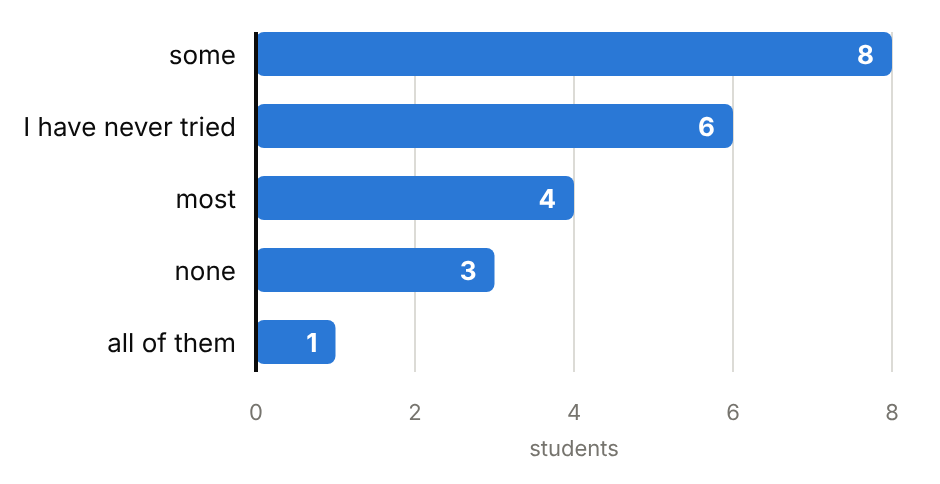 some
8
I have never tried
6
most
4
none
3
all of them
1
0 2 4 6 8
students